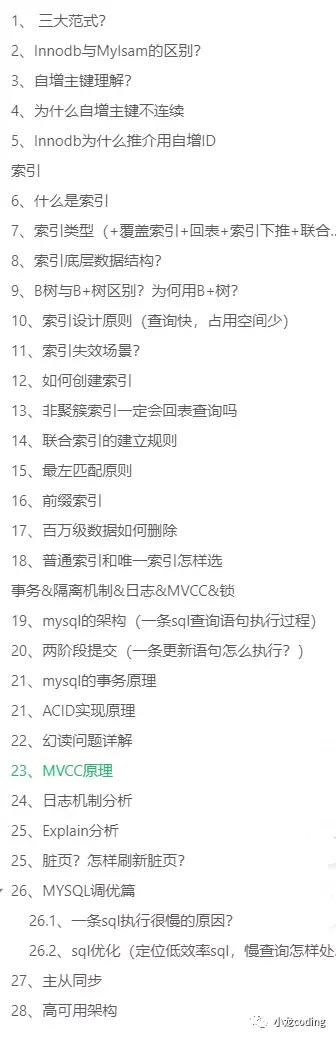 1、 三大范式?
2、Innodb与MyIsam的区别?
3、自增主键理解?
4、为什么自增主键不连续
5、Innodb为什么推介用自增ID
索引
6、什么是索引
7、索引类型（+覆盖索引+回表+索引下推+联合...
8、索引底层数据结构?
9、B树与B+树区别？为何用B+树?
10、索引设计原则（查询快，占用空间少）
11、索引失效场景?
12、如何创建索引
13、非聚簇索引一定会回表查询吗
14、联合索引的建立规则
15、最左匹配原则
16、前缀索引
17、百万级数据如何删除
18、普通索引和唯一索引怎样选
事务&隔离机制&日志&MVCC&锁
19、mysql的架构（一条sql查询语句执行过程）
20、两阶段提交（一条更新语句怎么执行？）
21、mysql的事务原理
21、ACID实现原理
22、幻读问题详解
23、MVCC原理
24、日志机制分析
25、Explain分析
25、脏页？怎样刷新脏页?
26、MYSQL调优篇
26.1、一条sql执行很慢的原因?
26.2、sql优化（定位低效率sql，慢查询怎样处
27、主从同步
28、高可用架构
小龙coding